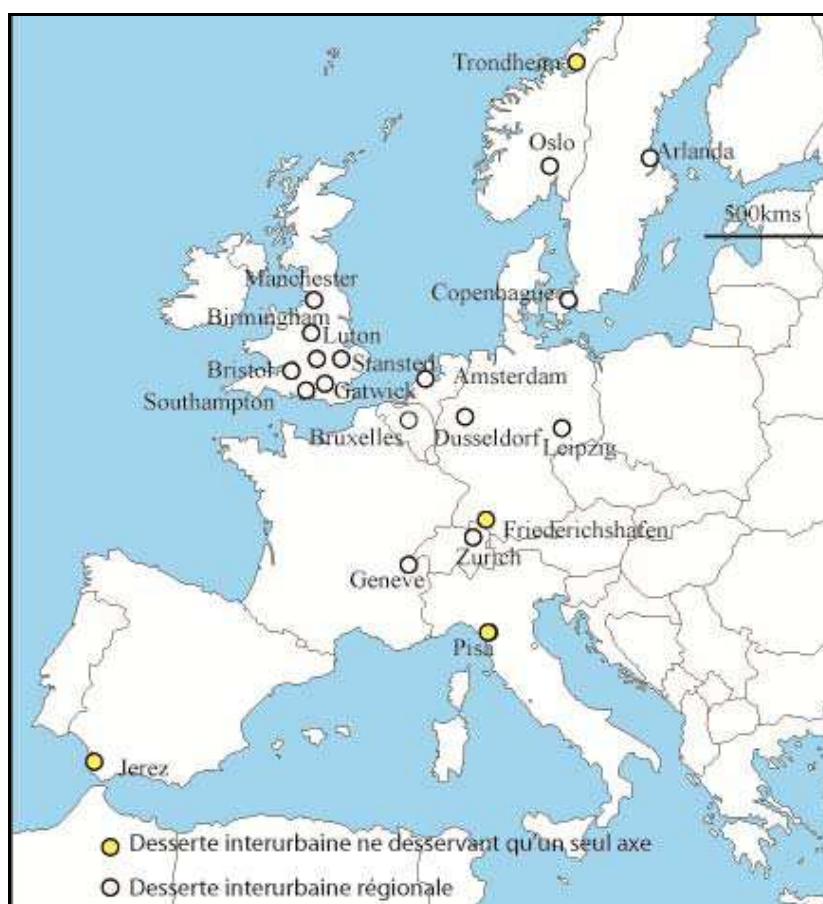 Trondheim
Oslo
Arlanda
500kms
Manchester
Copenhague
Birmingham
Luton
Bristol
Stansted
Amsterdam
Southampton
Gatwick
Bruxelles
Dusseldorf
Leipzig
Friederichshafen
Zurich
Geneve
Pisa
Jerez
Desserte interurbaine ne desservant qu'un seul axe
Desserte interurbaine régionale